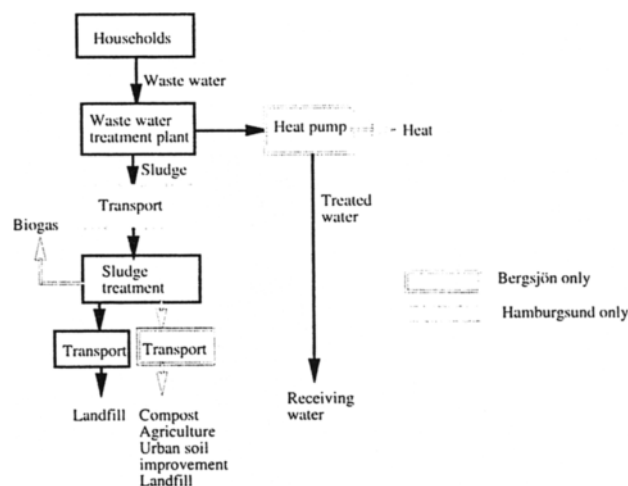 Households
Waste water
Waste water
treatment plant
Heat pump
Heat
Sludge
Transport
Treated
water
Biogas
Sludge
treatment
Bergsjön only
Hamburgsund only
Transport
Transport
Landfill
Compost
Agriculture
Urban soil
improvement
Landfill
Receiving
water